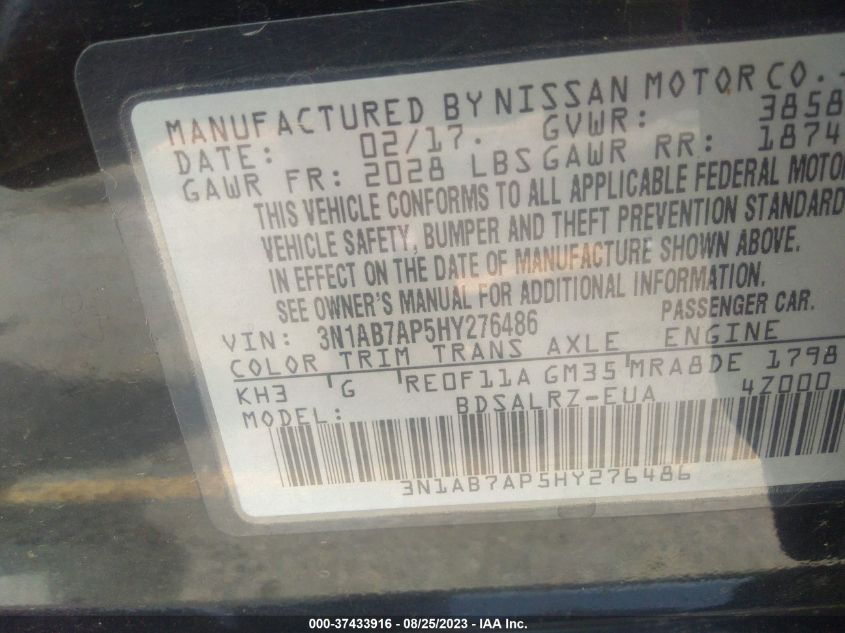 MANUFACTURED BY NISSAN MOTOR CO.
DATE: 02/17. GVWR: 3858
GAWR FR: 2028 LBS GAWR RR: 1874
THIS VEHICLE CONFORMS TO ALL APPLICABLE FEDERAL MOTOR
VEHICLE SAFETY, BUMPER AND THEFT PREVENTION STANDARD
IN EFFECT ON THE DATE OF MANUFACTURE SHOWN ABOVE.
SEE OWNER'S MANUAL FOR ADDITIONAL INFORMATION.
VIN: 3N1AB7AP5HY276486 PASSENGER CAR.
COLOR TRIM TRANS AXLE ENGINE
KH3 G RE0F11A GM35 MRA8DE 1798
MODEL: BDSALRZ-EUA 4Z000
3N1AB7AP5HY276486
000-37433916 - 08/25/2023 - IAA Inc.